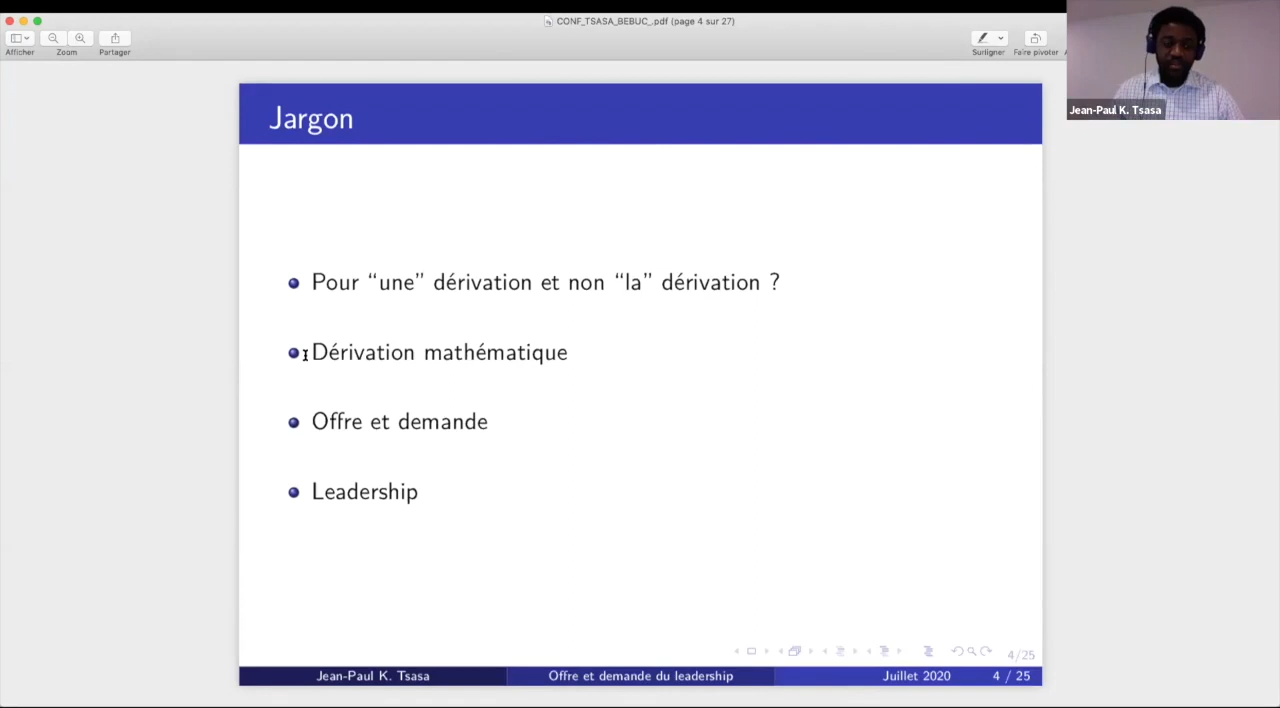 CONF_TSASA_BEBUC_.pdf (page 4 sur 27)
Afficher
Zoom
Partager
Surligner
Faire pivoter
Jean-Paul K. Tsasa
Jargon
Pour “une” dérivation et non “la” dérivation ?
Dérivation mathématique
Offre et demande
Leadership
4/25
Jean-Paul K. Tsasa
Offre et demande du leadership
Juillet 2020
4 / 25